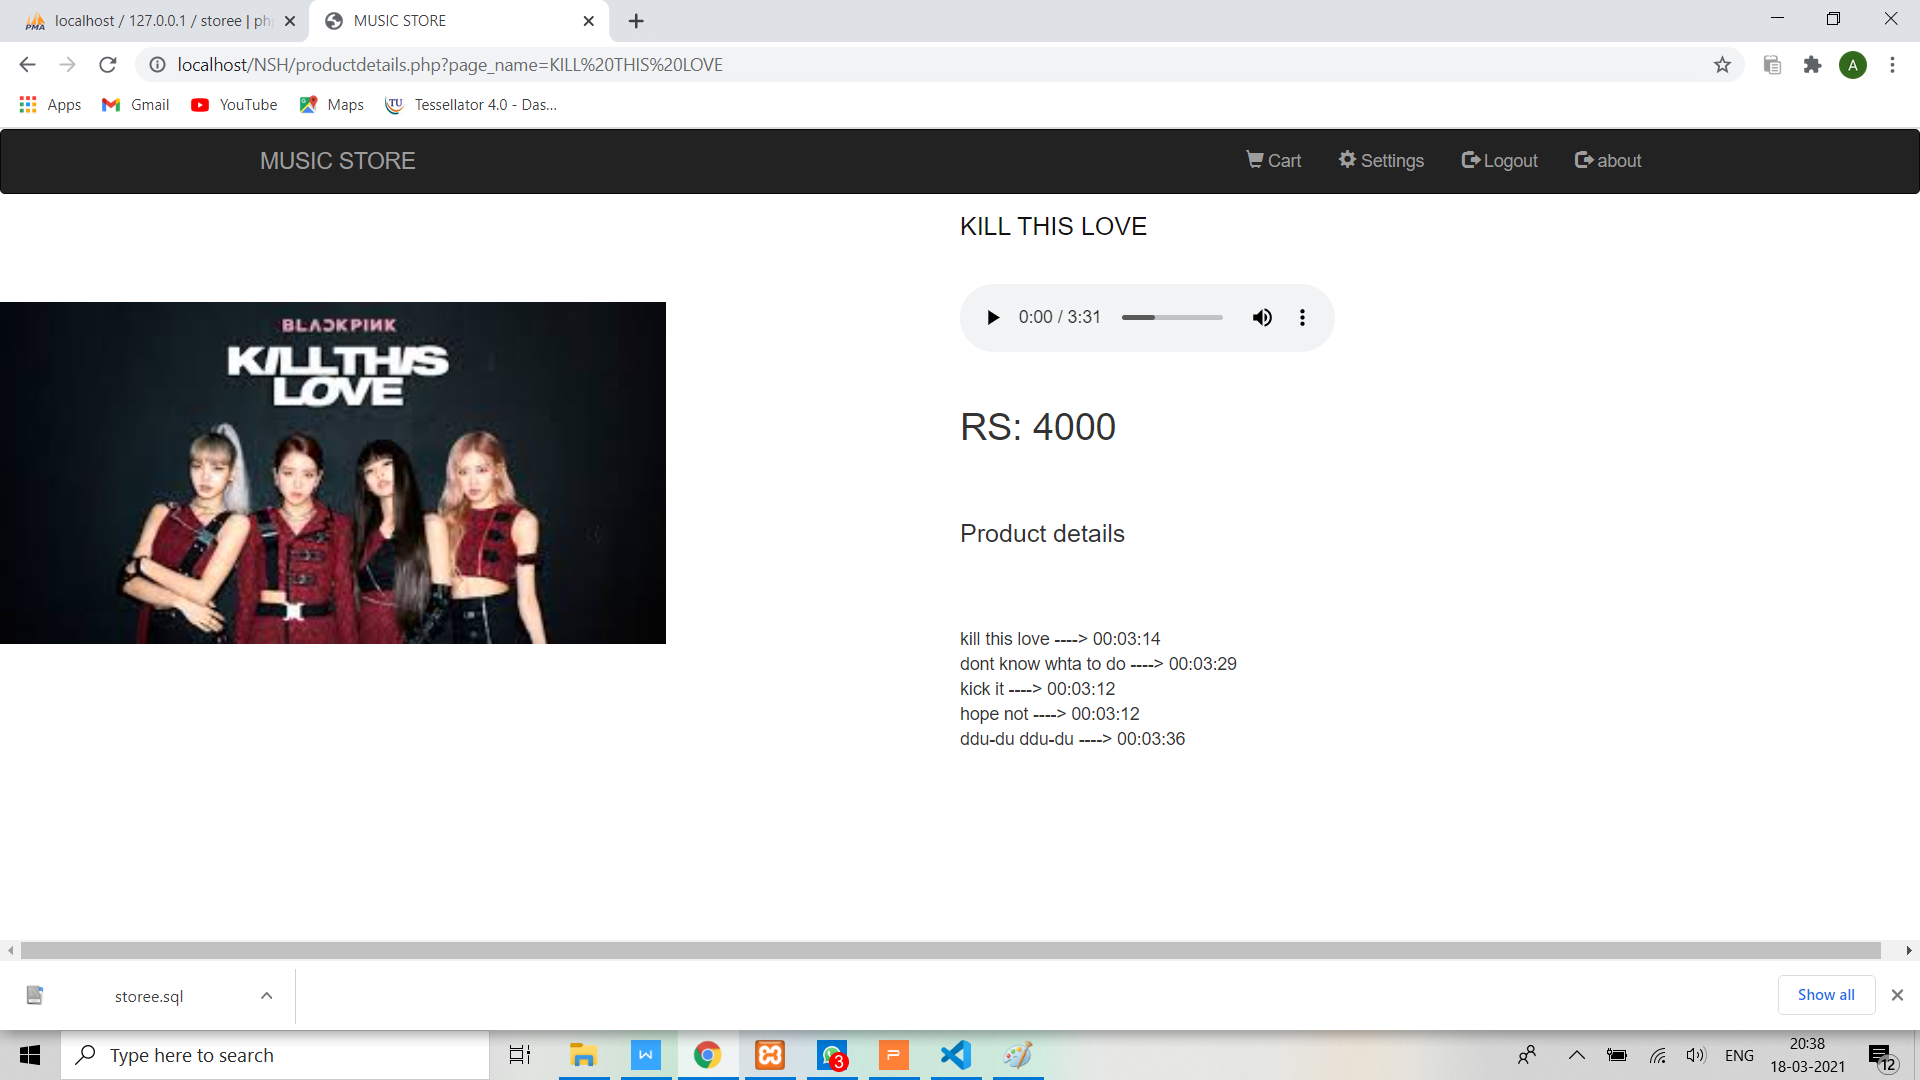 localhost / 127.0.0.1 / storee | ph
MUSIC STORE
localhost/NSH/productdetails.php?page_name=KILL%20THIS%20LOVE
A
Apps
Gmail
YouTube
Maps
Tessellator 4.0 - Das...
MUSIC STORE
Cart
Settings
Logout
about
KILL THIS LOVE
0:00 / 3:31
BLACKPINK
KILL THIS
LOVE
RS: 4000
Product details
kill this love ----> 00:03:14
dont know whta to do ----> 00:03:29
kick it ----> 00:03:12
hope not ----> 00:03:12
ddu-du ddu-du ----> 00:03:36
storee.sql
Show all
Type here to search
3
ENG
20:38
18-03-2021
12